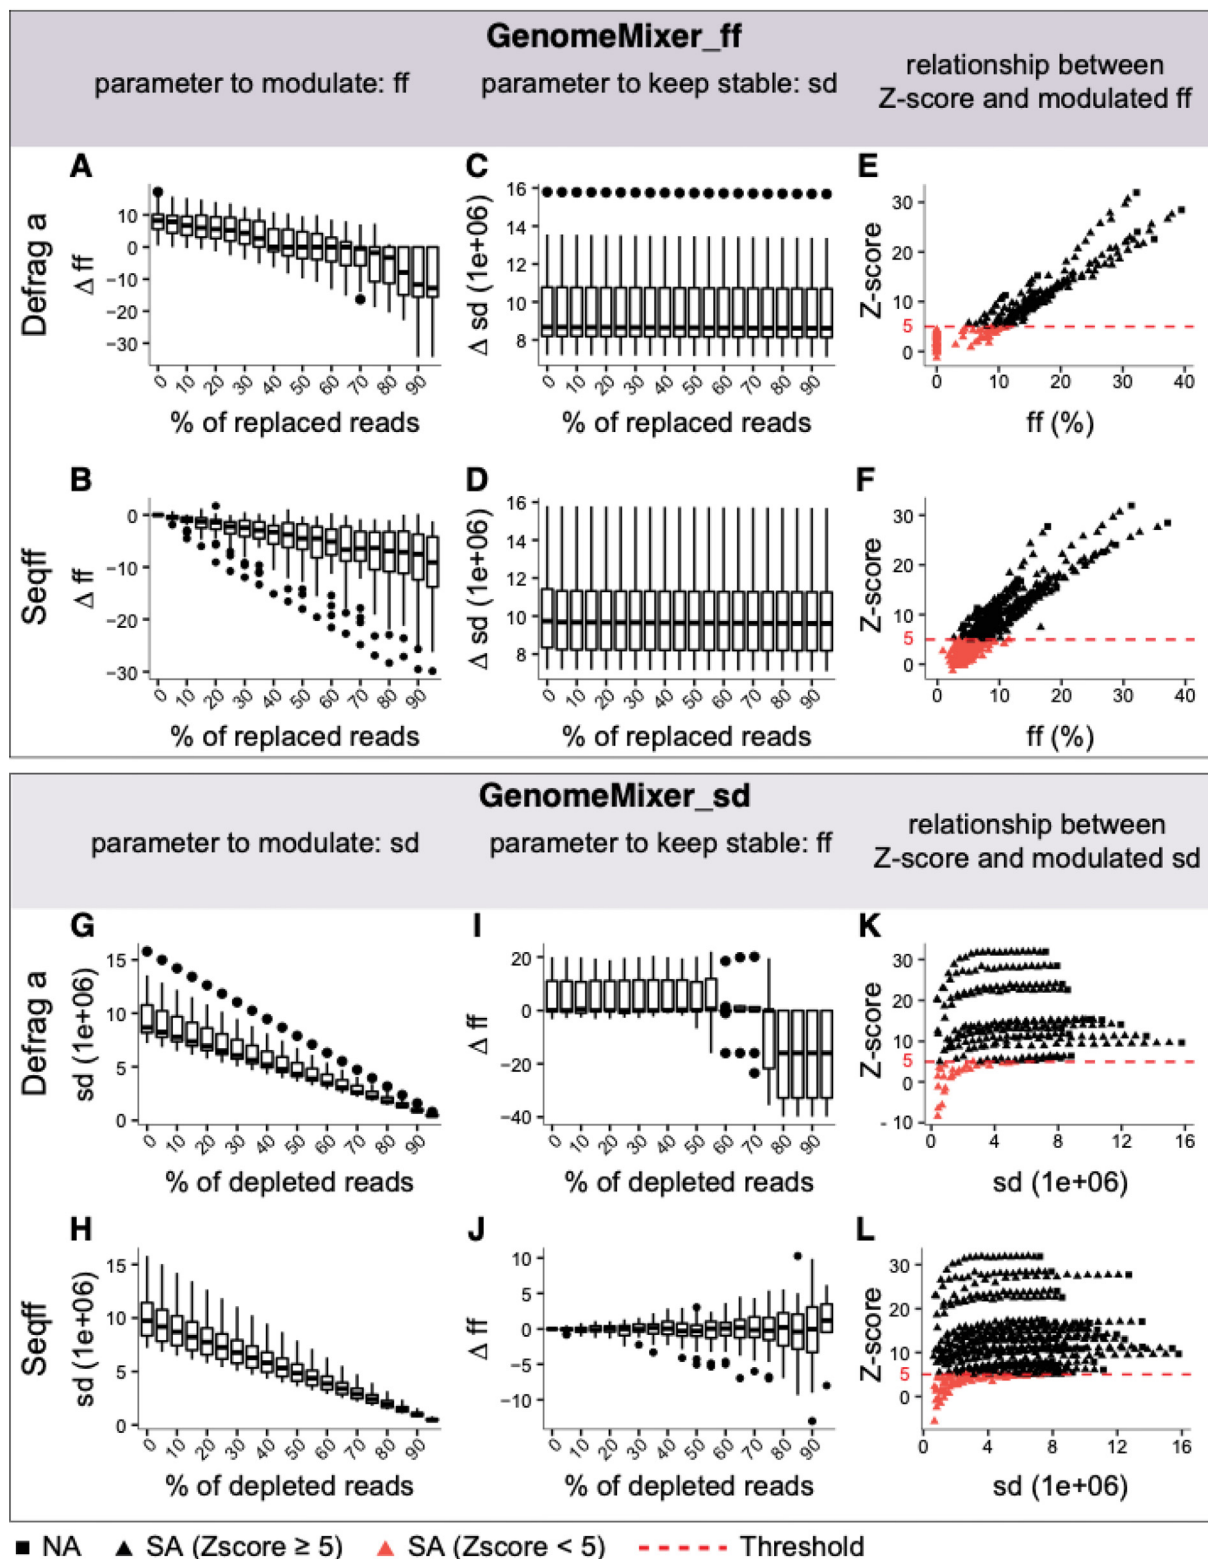 GenomeMixer_ff
parameter to modulate: ff
parameter to keep stable: sd
relationship between
Z-score and modulated ff
Defrag a
A
Δ ff
10
0
−10
−20
−30
0 10 20 30 40 50 60 70 80 90
% of replaced reads
C
Δ sd (1e+06)
16
14
12
10
8
0 10 20 30 40 50 60 70 80 90
% of replaced reads
E
Z-score
30
20
10
5
0
0 10 20 30 40
ff (%)
Seqff
B
Δ ff
0
−10
−20
−30
0 10 20 30 40 50 60 70 80 90
% of replaced reads
D
Δ sd (1e+06)
16
14
12
10
8
0 10 20 30 40 50 60 70 80 90
% of replaced reads
F
Z-score
30
20
10
5
0
0 10 20 30 40
ff (%)
GenomeMixer_sd
parameter to modulate: sd
parameter to keep stable: ff
relationship between
Z-score and modulated sd
Defrag a
G
sd (1e+06)
15
10
5
0
0 10 20 30 40 50 60 70 80 90
% of depleted reads
I
Δ ff
20
0
−20
−40
0 10 20 30 40 50 60 70 80 90
% of depleted reads
K
Z-score
30
20
10
5
0
- 10
0 4 8 12 16
sd (1e+06)
Seqff
H
sd (1e+06)
15
10
5
0
0 10 20 30 40 50 60 70 80 90
% of depleted reads
J
Δ ff
10
5
0
−5
−10
0 10 20 30 40 50 60 70 80 90
% of depleted reads
L
Z-score
30
20
10
5
0
0 4 8 12 16
sd (1e+06)
NA SA (Zscore ≥ 5) SA (Zscore < 5) Threshold